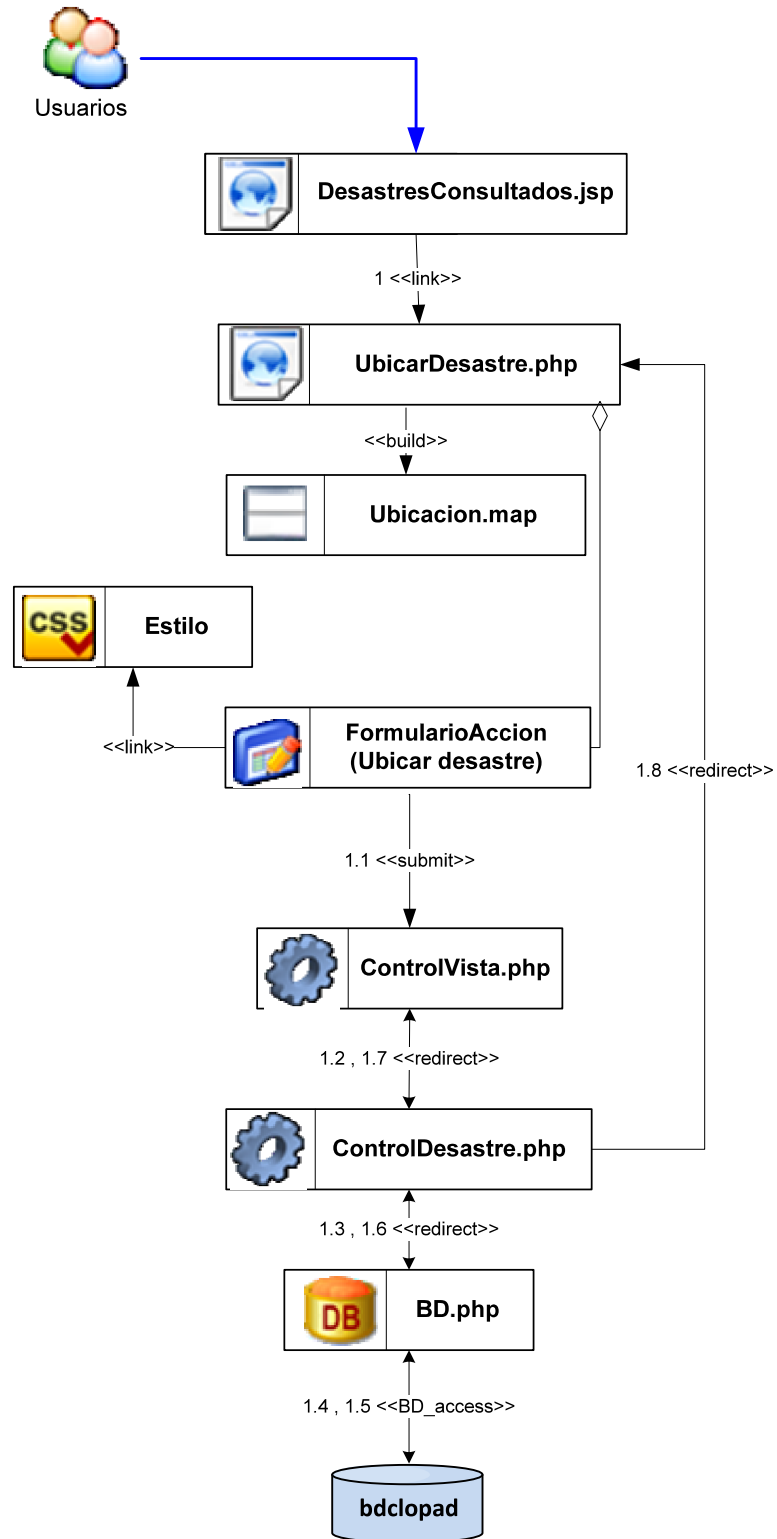 Usuarios
DesastresConsultados.jsp
1 <<link>>
UbicarDesastre.php
<<build>>
Ubicacion.map
CSS
Estilo
<<link>>
FormularioAccion
(Ubicar desastre)
1.8 <<redirect>>
1.1 <<submit>>
ControlVista.php
1.2 , 1.7 <<redirect>>
ControlDesastre.php
1.3 , 1.6 <<redirect>>
DB
BD.php
1.4 , 1.5 <<BD_access>>
bdclopad